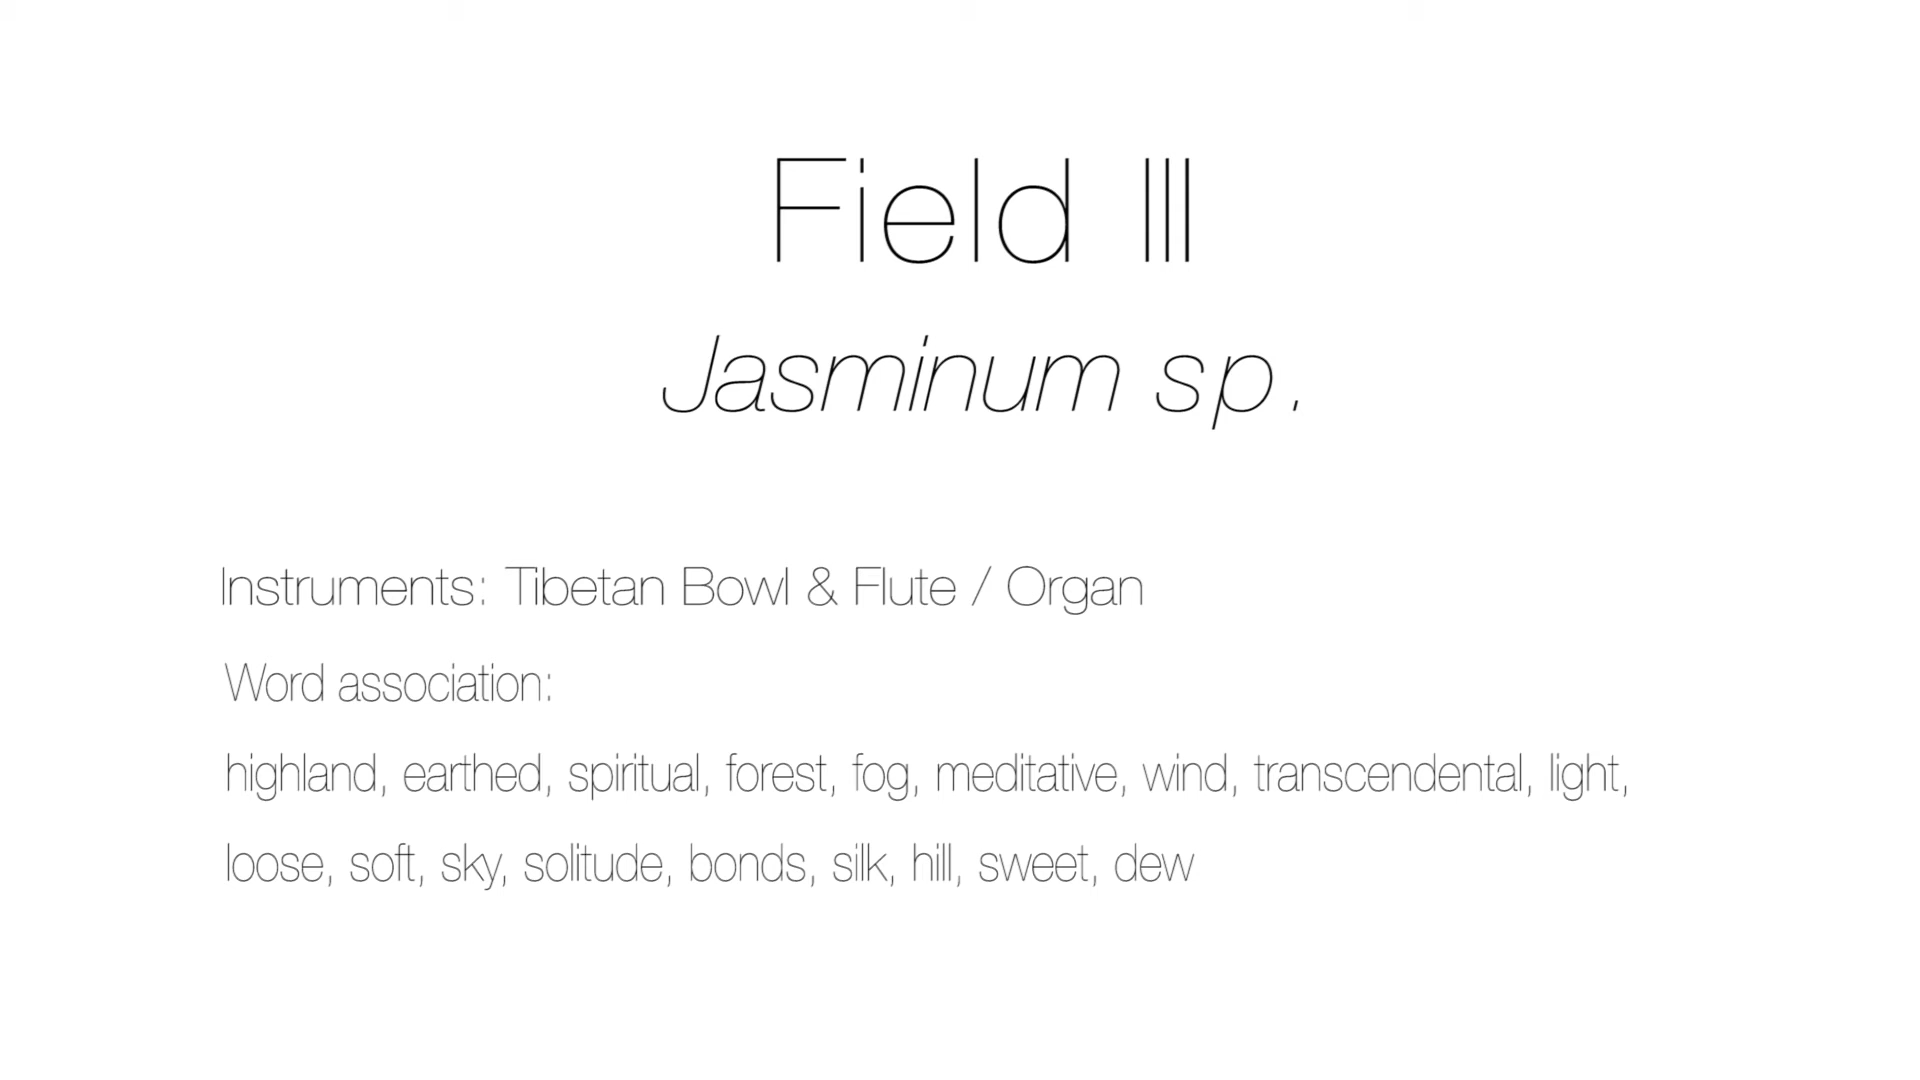 Field III
Jasminum sp.
Instruments: Tibetan Bowl & Flute / Organ
Word association:
highland, earthed, spiritual, forest, fog, meditative, wind, transcendental, light,
loose, soft, sky, solitude, bonds, silk, hill, sweet, dew